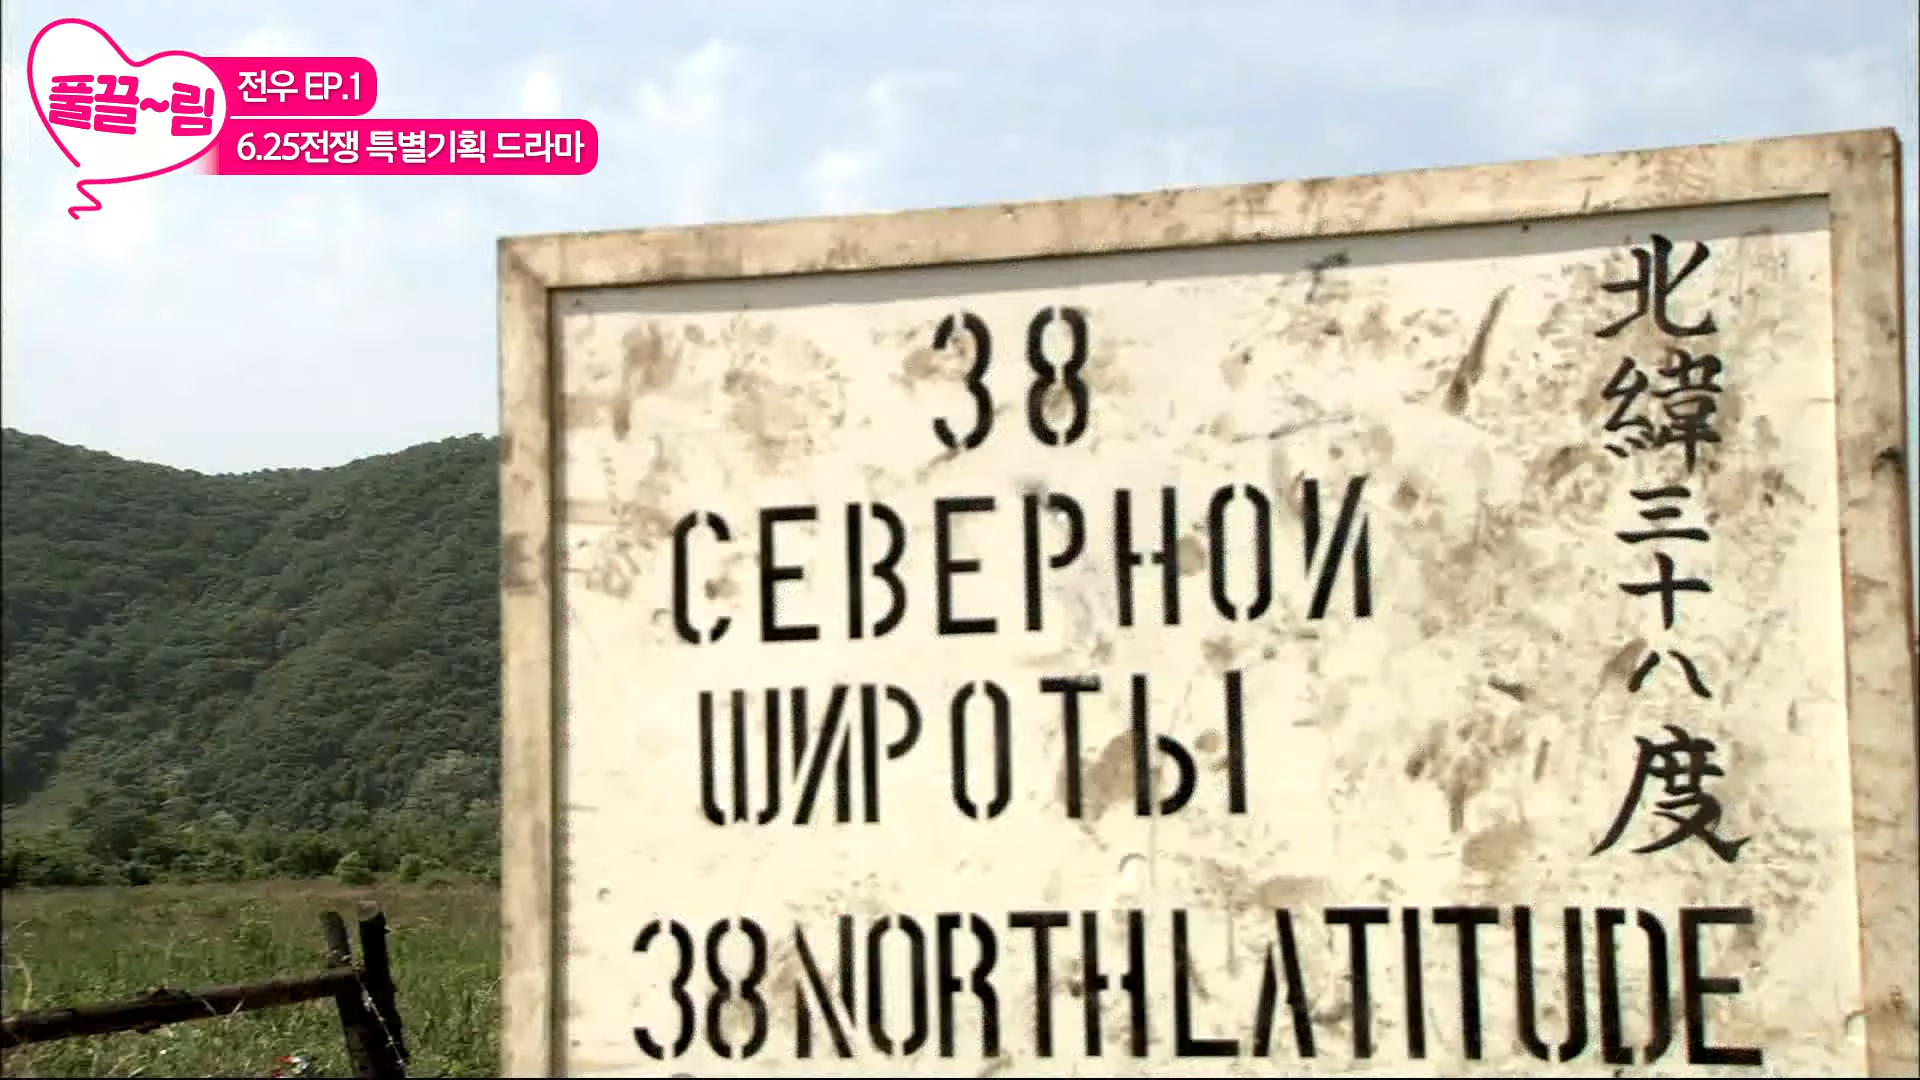 풀끌~림
전우 EP.1
6.25전쟁 특별기획 드라마
38
СЕВЕРНОЙ
ШИРОТЫ
38NORTHLATITUDE
北緯三十八度